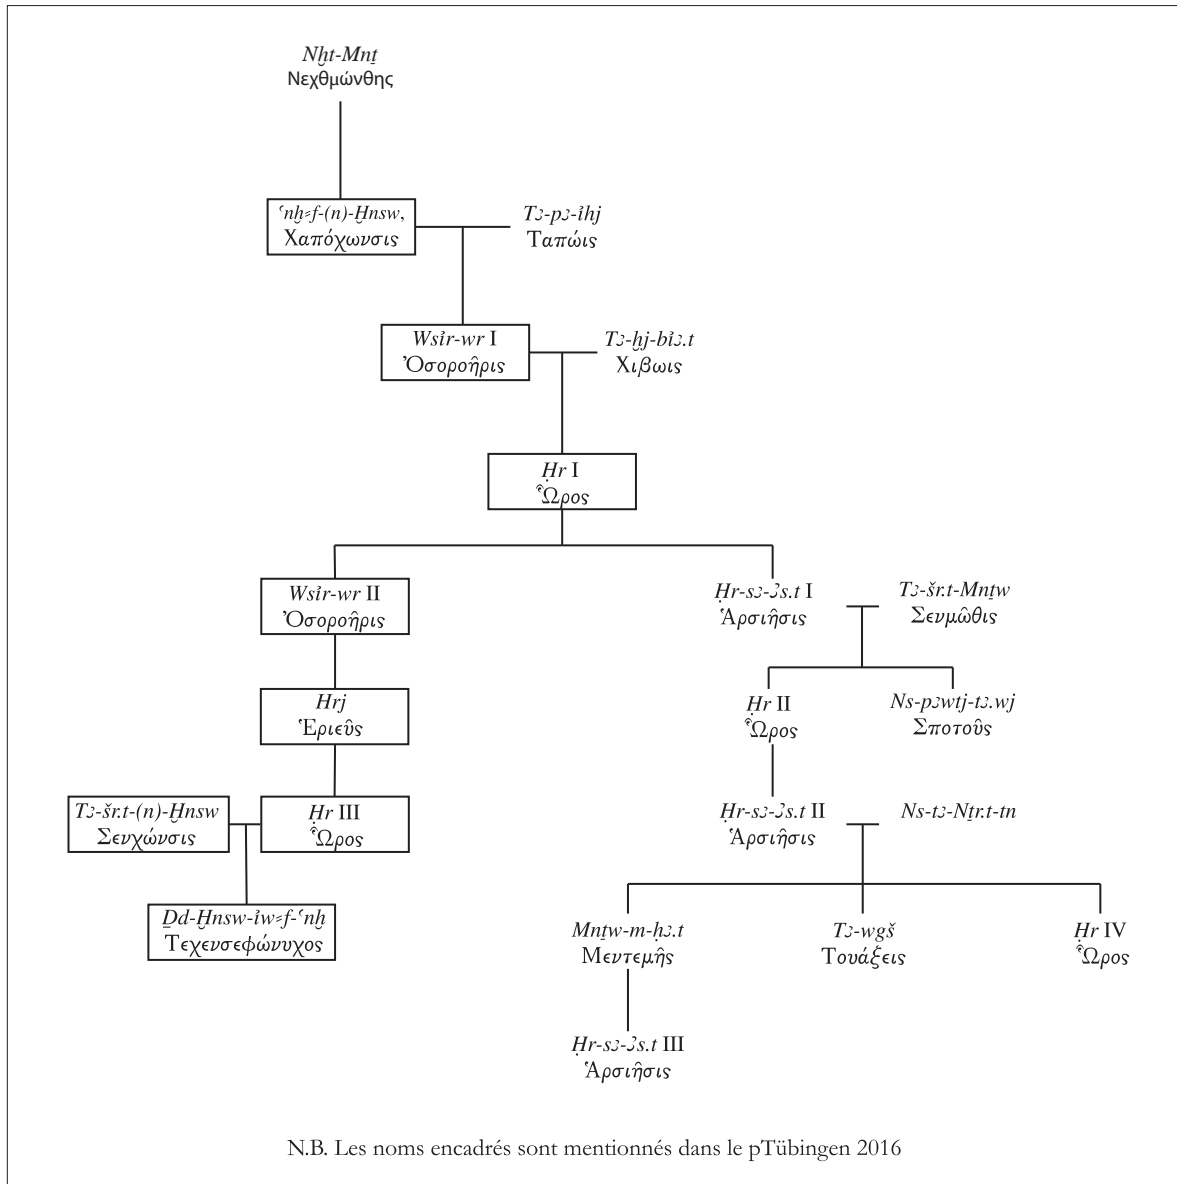 Nḫt-Mnṯ
Νεχθμώνθης
ꜥnḫ⸗f-(n)-Ḫnsw,
Χαπόχωνσις
Tꜣ-pꜣ-ỉhj
Ταπώις
Wsỉr-wr I
Ὀσοροῆρις
Tꜣ-ḫj-bỉꜣ.t
Χιβωις
Ḥr I
Ὧρος
Wsỉr-wr II
Ὀσοροῆρις
Ḥr-sꜣ-ꜣs.t I
Ἁρσιῆσις
Tꜣ-šr.t-Mnṯw
Σενμῶθις
Hrj
Ἑριεῦς
Ḥr II
Ὧρος
Ns-pꜣwtj-tꜣ.wj
Σποτοῦς
Tꜣ-šr.t-(n)-Ḫnsw
Σενχώνσις
Ḥr III
Ὧρος
Ḥr-sꜣ-ꜣs.t II
Ἁρσιῆσις
Ns-tꜣ-Nṯr.t-tn
Ḏd-Ḫnsw-ỉw⸗f-ꜥnḫ
Τεχενσεφώνυχος
Mnṯw-m-ḥꜣ.t
Μεντεμῆς
Tꜣ-wgš
Τουάξεις
Ḥr IV
Ὧρος
Ḥr-sꜣ-ꜣs.t III
Ἁρσιῆσις
N.B. Les noms encadrés sont mentionnés dans le pTübingen 2016